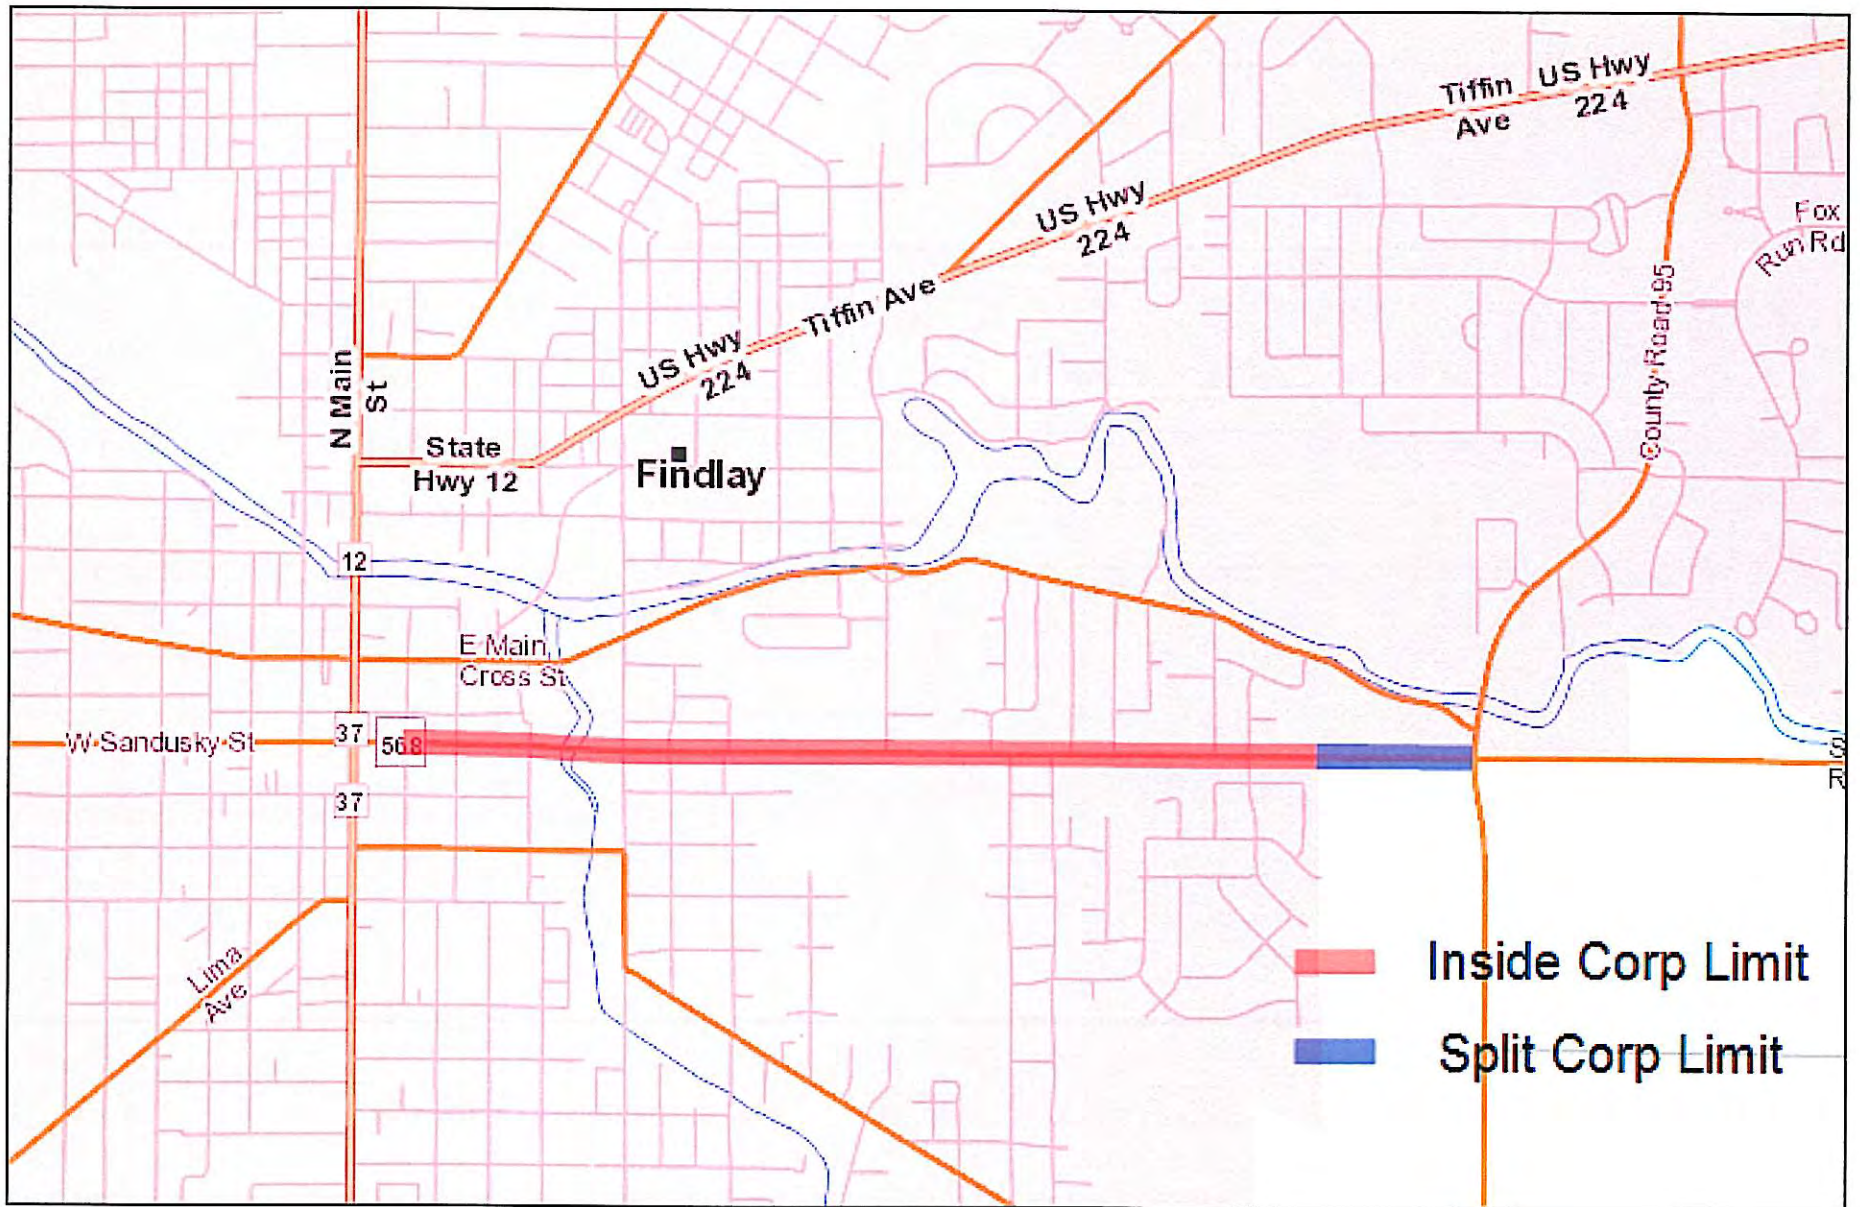 Tiffin US Hwy
Ave 224
US Hwy
224
Fox
Run Rd
Tiffin Ave
County Road 95
US Hwy
224
N Main
St
State
Hwy 12
Findlay
12
E Main
Cross St
W Sandusky St
37
568
S
R
37
Lima
Ave
Inside Corp Limit
Split Corp Limit